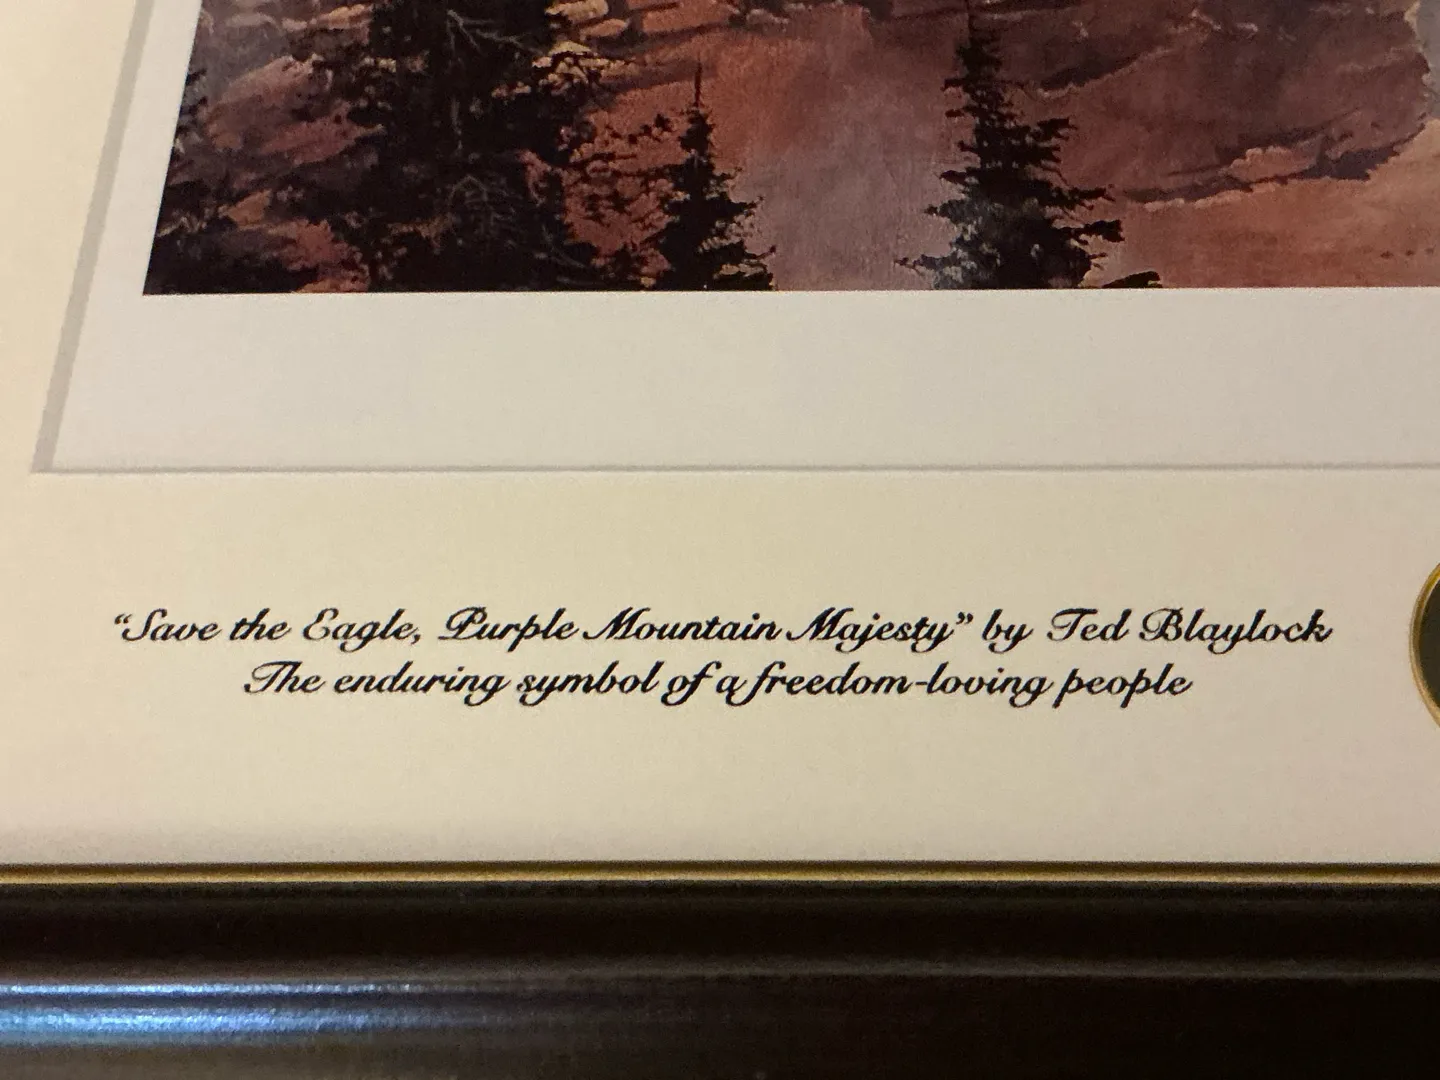 “Save the Eagle, Purple Mountain Majesty” by Ted Blaylock
The enduring symbol of a freedom-loving people